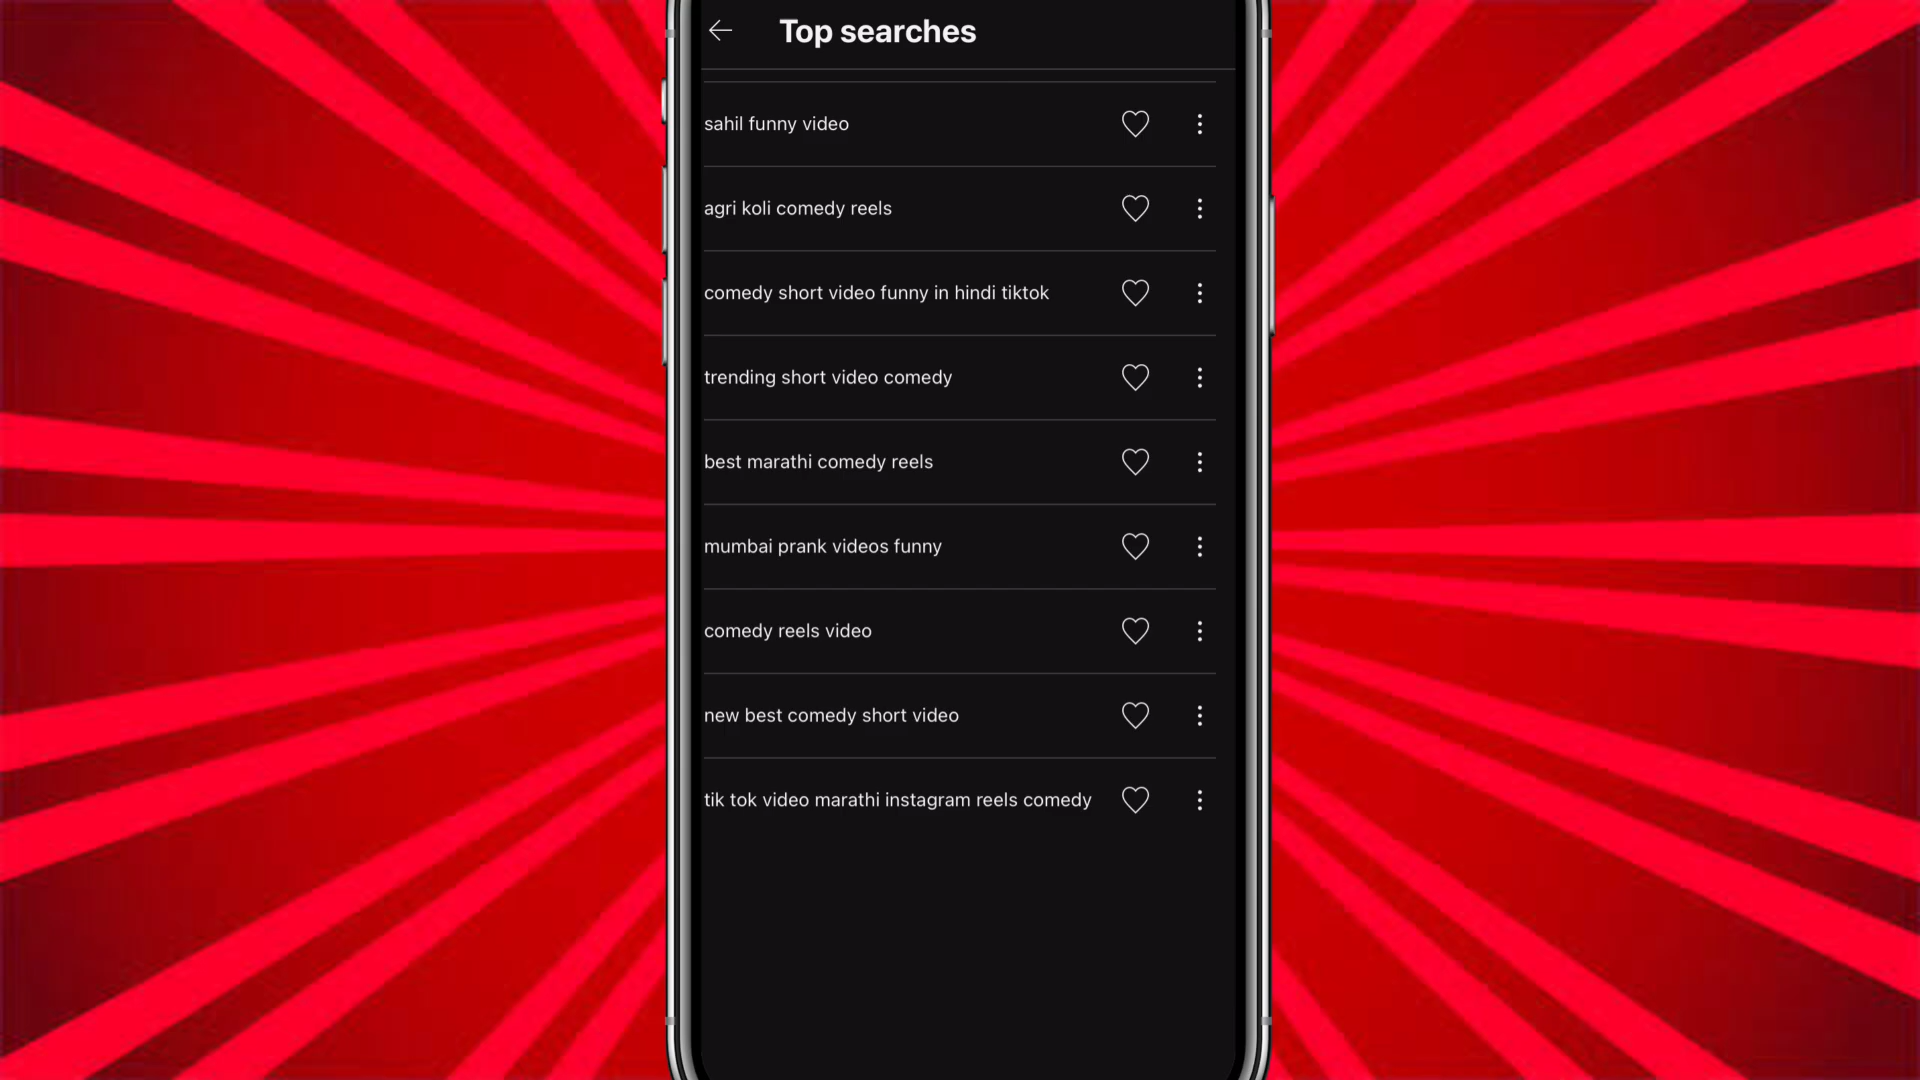 Top searches
sahil funny video
agri koli comedy reels
comedy short video funny in hindi tiktok
trending short video comedy
best marathi comedy reels
mumbai prank videos funny
comedy reels video
new best comedy short video
tik tok video marathi instagram reels comedy